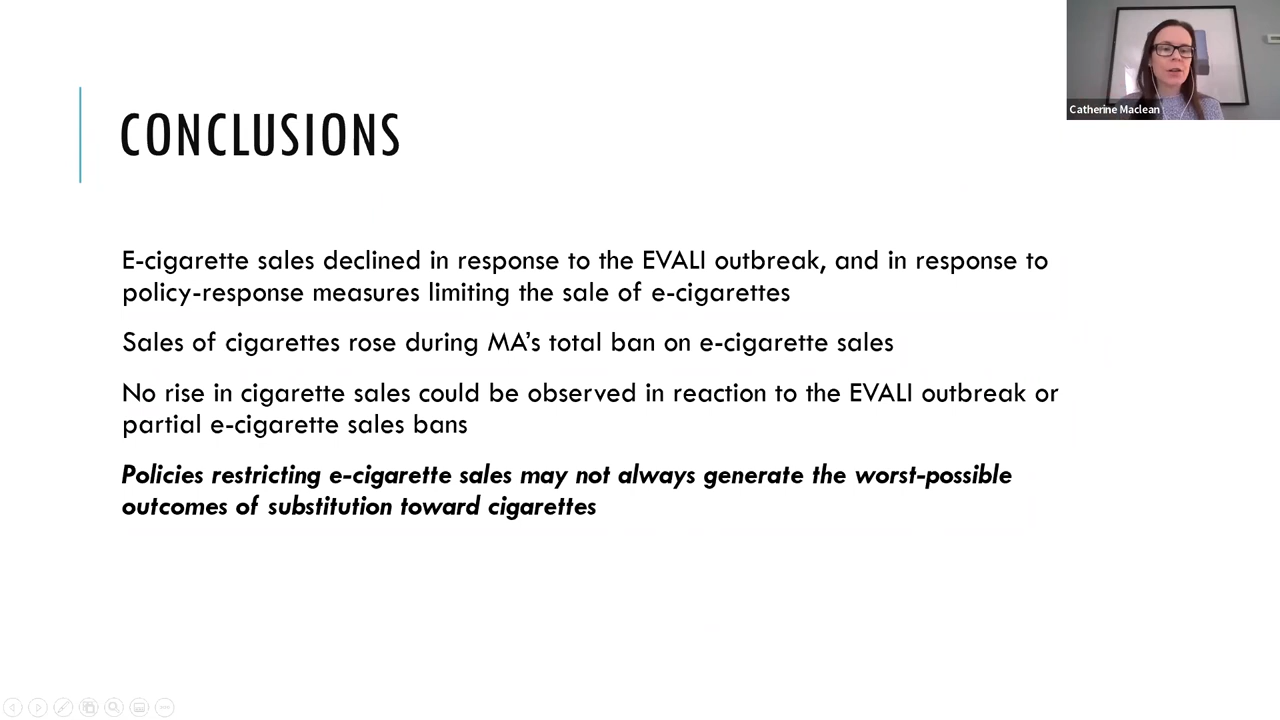 Catherine Maclean
CONCLUSIONS
E-cigarette sales declined in response to the EVALI outbreak, and in response to
policy-response measures limiting the sale of e-cigarettes
Sales of cigarettes rose during MA’s total ban on e-cigarette sales
No rise in cigarette sales could be observed in reaction to the EVALI outbreak or
partial e-cigarette sales bans
Policies restricting e-cigarette sales may not always generate the worst-possible
outcomes of substitution toward cigarettes